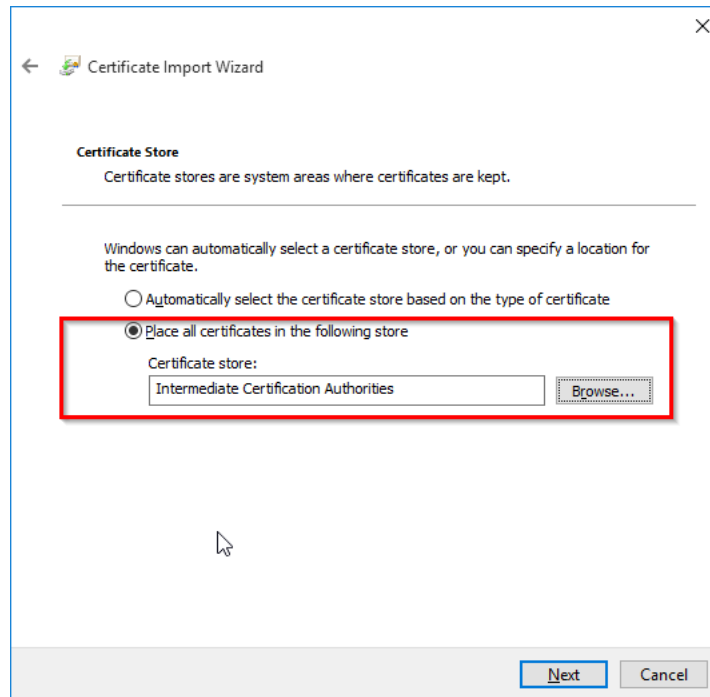 Certificate Import Wizard
Certificate Store
Certificate stores are system areas where certificates are kept.
Windows can automatically select a certificate store, or you can specify a location for
the certificate.
Automatically select the certificate store based on the type of certificate
Place all certificates in the following store
Certificate store:
Intermediate Certification Authorities
Browse...
Next
Cancel